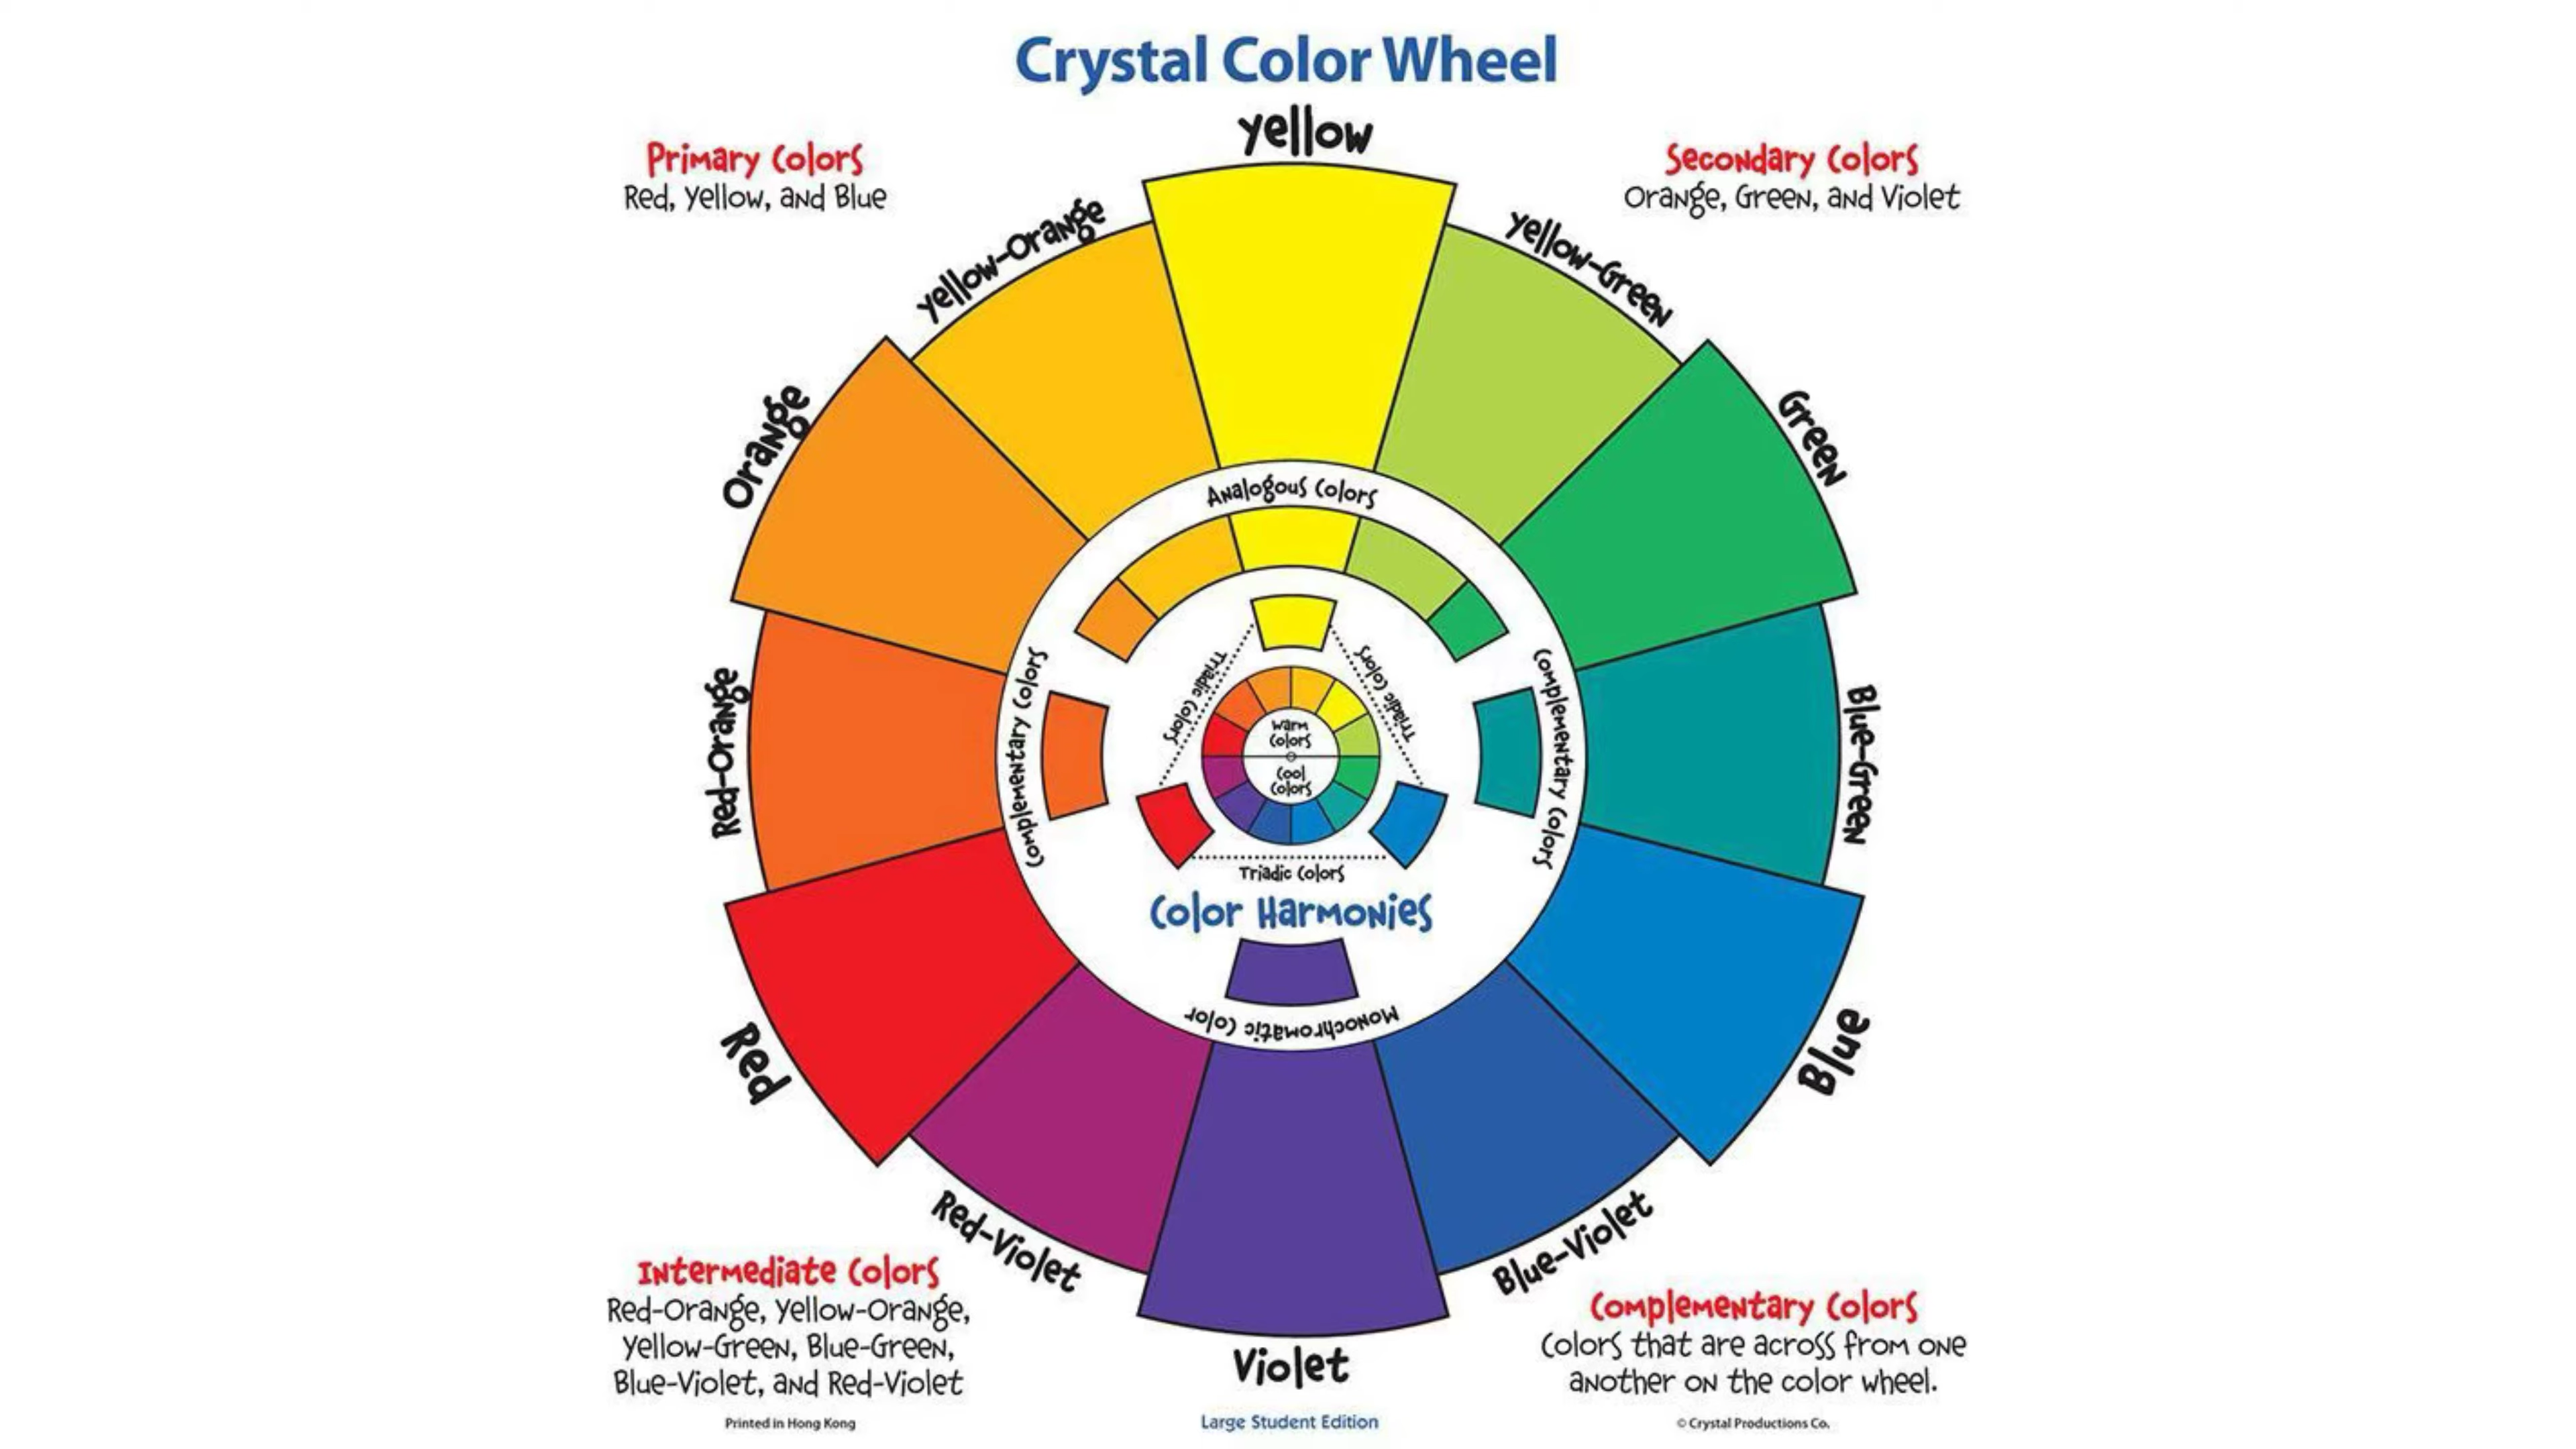 Crystal Color Wheel
Primary Colors
Red, Yellow, and Blue
Secondary Colors
Orange, Green, and Violet
Yellow
Yellow-Orange
Yellow-Green
Orange
Green
Red-Orange
Blue-Green
Red
Blue
Red-Violet
Blue-Violet
Violet
Analogous Colors
Complementary Colors
Complementary Colors
Triadic Colors
Triadic Colors
Warm
Colors
Cool
Colors
Triadic Colors
Color Harmonies
Monochromatic Color
Intermediate Colors
Red-Orange, Yellow-Orange,
Yellow-Green, Blue-Green,
Blue-Violet, and Red-Violet
Complementary Colors
Colors that are across from one
another on the color wheel.
Printed in Hong Kong
Large Student Edition
© Crystal Productions Co.